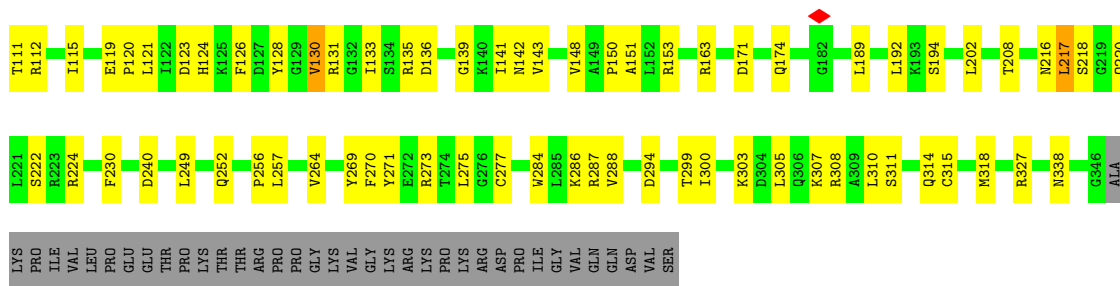 T111 R112 I115 E119 P120 L121 I122 D123 H124 K125 F126 D127 Y128 G129 V130 R131 G132 I133 S134 R135 D136 G139 K140 I141 N142 V143 V148 A149 P150 A151 L152 R153 R163 D171 Q174 G182 L189 L192 K193 S194 L202 T208 N216 L217 S218 G219
L221 S222 R223 R224 F230 D240 L249 Q252 P256 L257 V264 Y269 F270 Y271 E272 R273 T274 L275 G276 C277 W284 L285 K286 R287 V288 D294 T299 I300 K303 D304 L305 Q306 K307 R308 A309 L310 S311 Q314 C315 M318 R327 N338 G346 ALA
LYS PRO ILE VAL LEU PRO GLU GLU THR PRO LYS THR THR ARG PRO PRO GLY LYS VAL GLY LYS ARG LYS PRO LYS ARG ASP PRO ILE GLY VAL GLN GLN ASP VAL SER